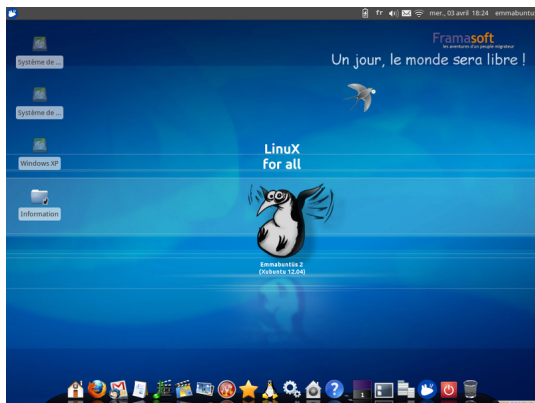 fr
mer., 03 avril 18:24 emmabuntu
Framasoft
les aventures d'un peuple migrateur
Un jour, le monde sera libre !
Système de ...
Système de ...
Windows XP
Information
LinuX
for all
Emmabuntüs 2
(Xubuntu 12.04)
1